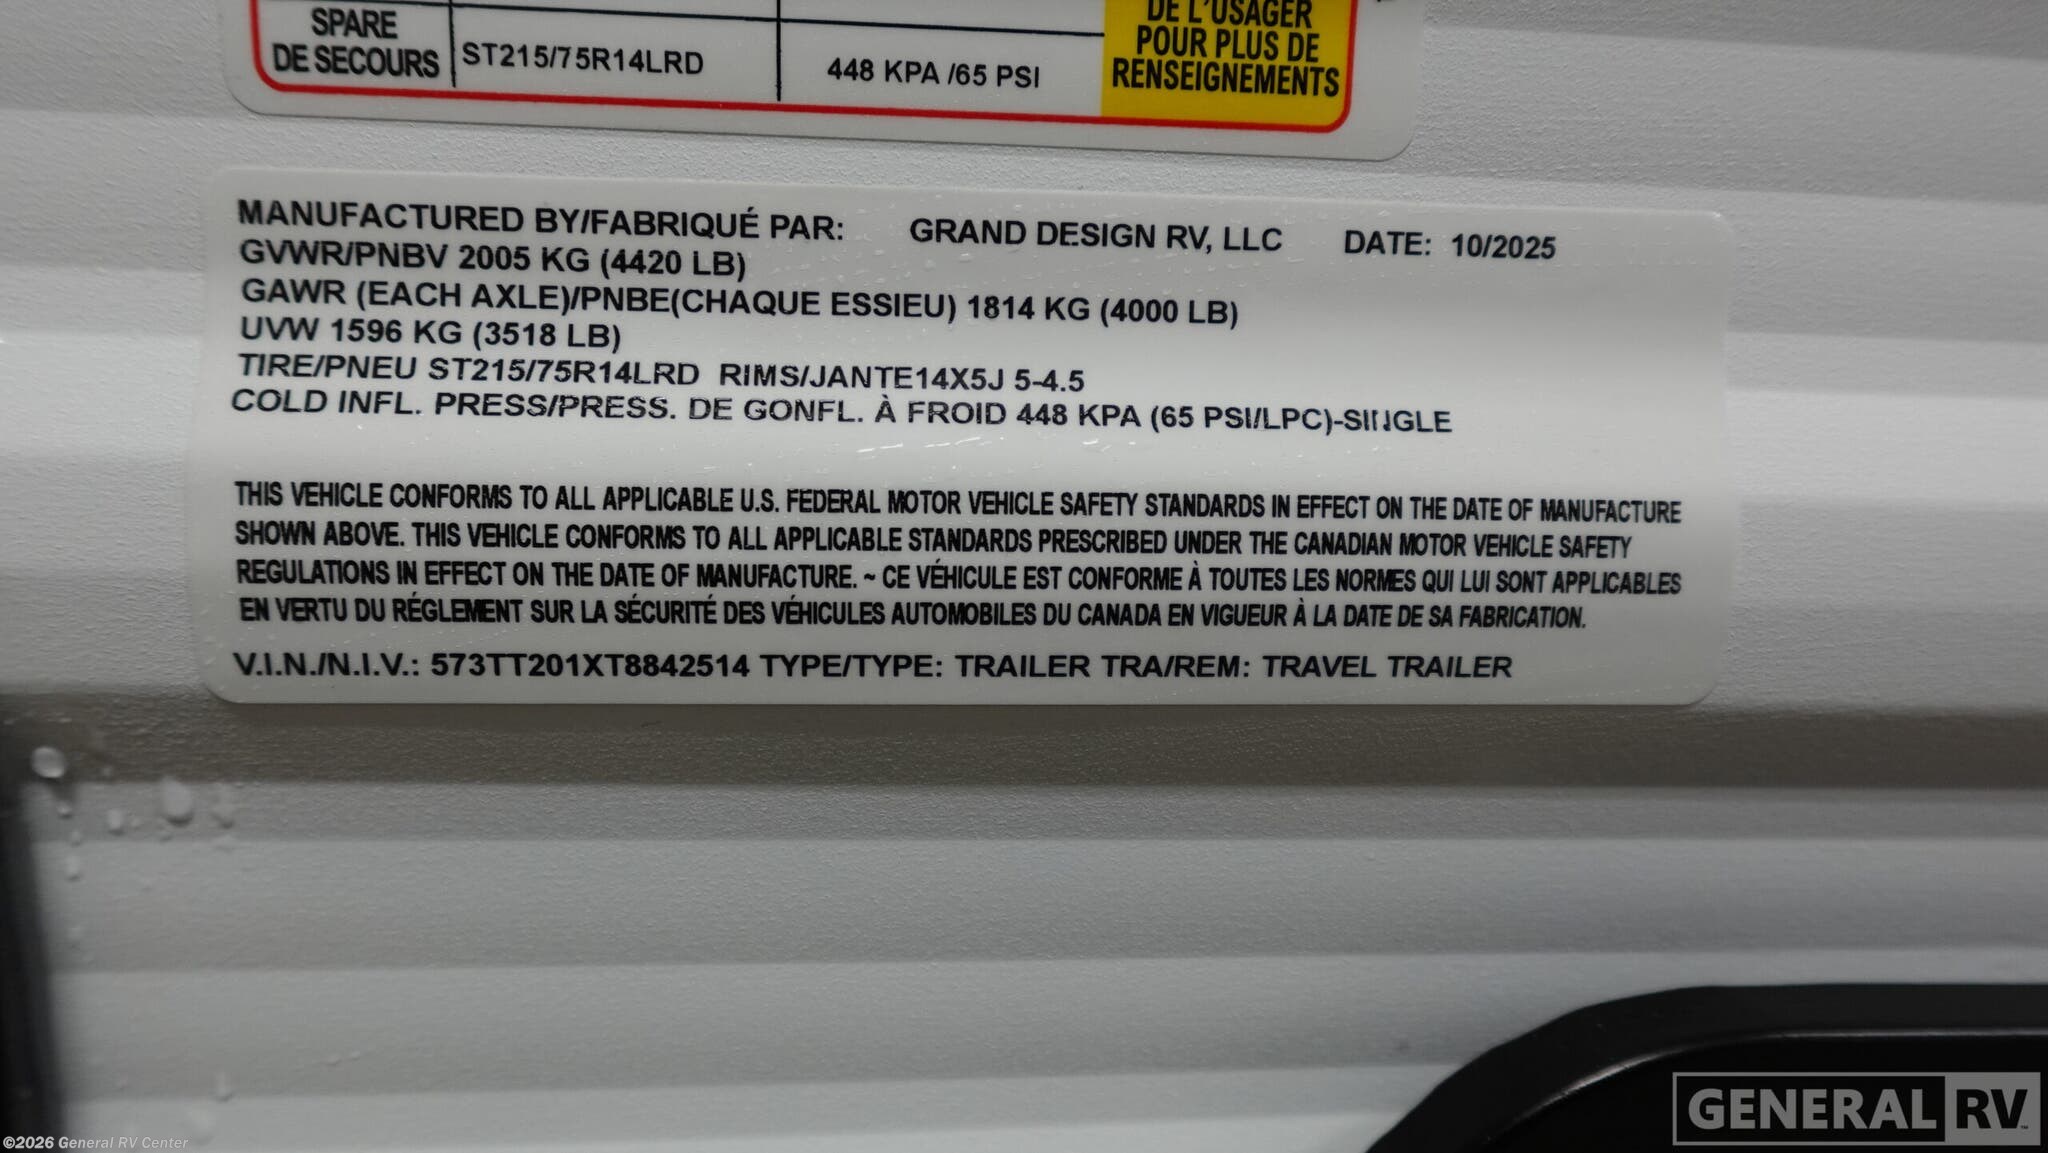 SPARE
DE SECOURS
ST215/75R14LRD
448 KPA /65 PSI
DE L'USAGER
POUR PLUS DE
RENSEIGNEMENTS
MANUFACTURED BY/FABRIQUÉ PAR: GRAND DESIGN RV, LLC DATE: 10/2025
GVWR/PNBV 2005 KG (4420 LB)
GAWR (EACH AXLE)/PNBE(CHAQUE ESSIEU) 1814 KG (4000 LB)
UVW 1596 KG (3518 LB)
TIRE/PNEU ST215/75R14LRD RIMS/JANTE14X5J 5-4.5
COLD INFL. PRESS/PRESS. DE GONFL. À FROID 448 KPA (65 PSI/LPC)-SINGLE
THIS VEHICLE CONFORMS TO ALL APPLICABLE U.S. FEDERAL MOTOR VEHICLE SAFETY STANDARDS IN EFFECT ON THE DATE OF MANUFACTURE
SHOWN ABOVE. THIS VEHICLE CONFORMS TO ALL APPLICABLE STANDARDS PRESCRIBED UNDER THE CANADIAN MOTOR VEHICLE SAFETY
REGULATIONS IN EFFECT ON THE DATE OF MANUFACTURE. ~ CE VÉHICULE EST CONFORME À TOUTES LES NORMES QUI LUI SONT APPLICABLES
EN VERTU DU RÉGLEMENT SUR LA SÉCURITÉ DES VÉHICULES AUTOMOBILES DU CANADA EN VIGUEUR À LA DATE DE SA FABRICATION.
V.I.N./N.I.V.: 573TT201XT8842514 TYPE/TYPE: TRAILER TRA/REM: TRAVEL TRAILER
GENERAL RV™
©2026 General RV Center